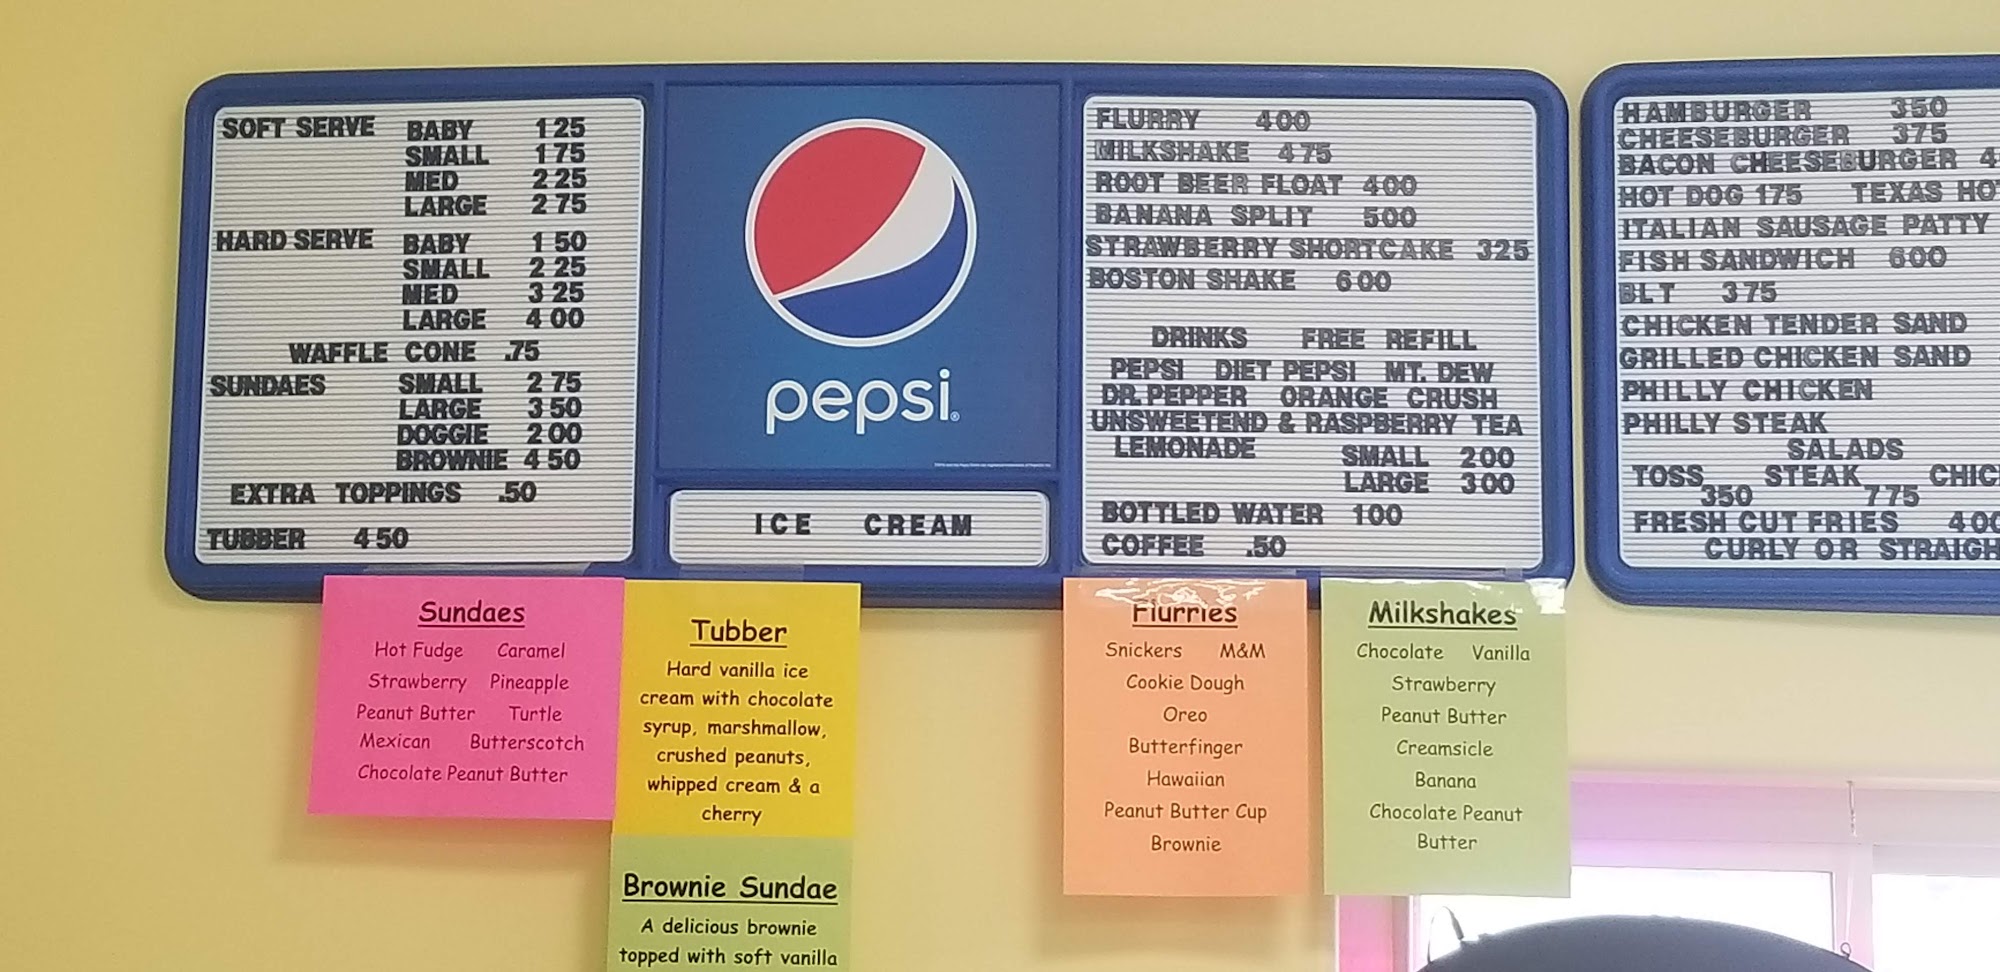 SOFT SERVE BABY 1 25
SMALL 1 75
MED 2 25
LARGE 2 75
HARD SERVE BABY 1 50
SMALL 2 25
MED 3 25
LARGE 4 00
WAFFLE CONE .75
SUNDAES SMALL 2 75
LARGE 3 50
DOGGIE 2 00
BROWNIE 4 50
EXTRA TOPPINGS .50
TUBBER 4 50
pepsi
ICE CREAM
FLURRY 4 00
MILKSHAKE 4 75
ROOT BEER FLOAT 4 00
BANANA SPLIT 5 00
STRAWBERRY SHORTCAKE 3 25
BOSTON SHAKE 6 00
DRINKS FREE REFILL
PEPSI DIET PEPSI MT. DEW
DR. PEPPER ORANGE CRUSH
UNSWEETEND & RASPBERRY TEA
LEMONADE
SMALL 2 00
LARGE 3 00
BOTTLED WATER 1 00
COFFEE .50
HAMBURGER 3 50
CHEESEBURGER 3 75
BACON CHEESEBURGER 4
HOT DOG 1 75 TEXAS HO
ITALIAN SAUSAGE PATTY
FISH SANDWICH 6 00
BLT 3 75
CHICKEN TENDER SAND
GRILLED CHICKEN SAND
PHILLY CHICKEN
PHILLY STEAK
SALADS
TOSS STEAK CHIC
3 50 7 75
FRESH CUT FRIES 4 00
CURLY OR STRAIGH
Sundaes
Hot Fudge Caramel
Strawberry Pineapple
Peanut Butter Turtle
Mexican Butterscotch
Chocolate Peanut Butter
Tubber
Hard vanilla ice
cream with chocolate
syrup, marshmallow,
crushed peanuts,
whipped cream & a
cherry
Brownie Sundae
A delicious brownie
topped with soft vanilla
Flurries
Snickers M&M
Cookie Dough
Oreo
Butterfinger
Hawaiian
Peanut Butter Cup
Brownie
Milkshakes
Chocolate Vanilla
Strawberry
Peanut Butter
Creamsicle
Banana
Chocolate Peanut
Butter